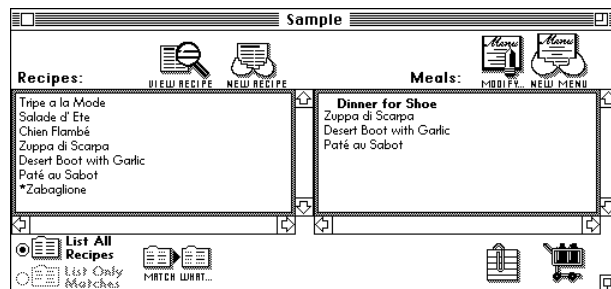 Sample
Recipes:
VIEW RECIPE
NEW RECIPE
Meals:
MODIFY...
NEW MENU
Menu
Menu
Tripe a la Mode
Salade d' Ete
Chien Flambé
Zuppa di Scarpa
Desert Boot with Garlic
Paté au Sabot
*Zabaglione
Dinner for Shoe
Zuppa di Scarpa
Desert Boot with Garlic
Paté au Sabot
List All
Recipes
List Only
Matches
MATCH WHAT...